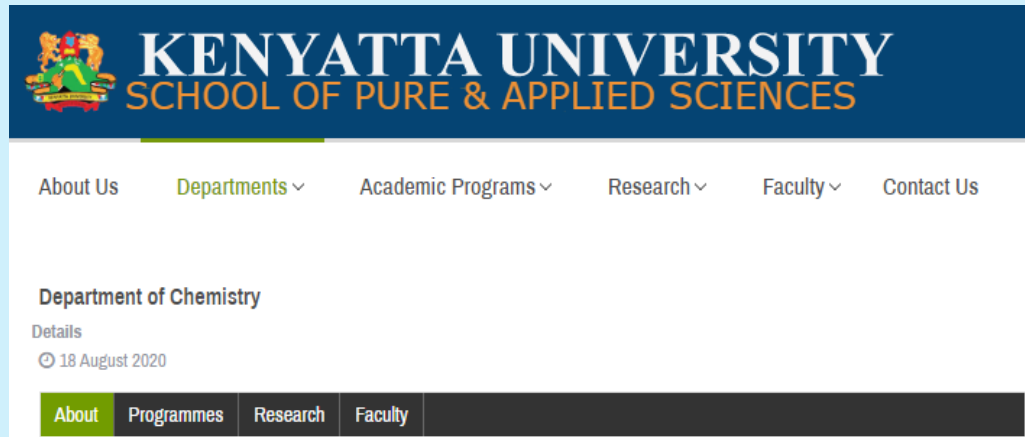 KENYATTA UNIVERSITY
SCHOOL OF PURE & APPLIED SCIENCES
About Us Departments Academic Programs Research Faculty Contact Us
Department of Chemistry
Details
18 August 2020
About Programmes Research Faculty